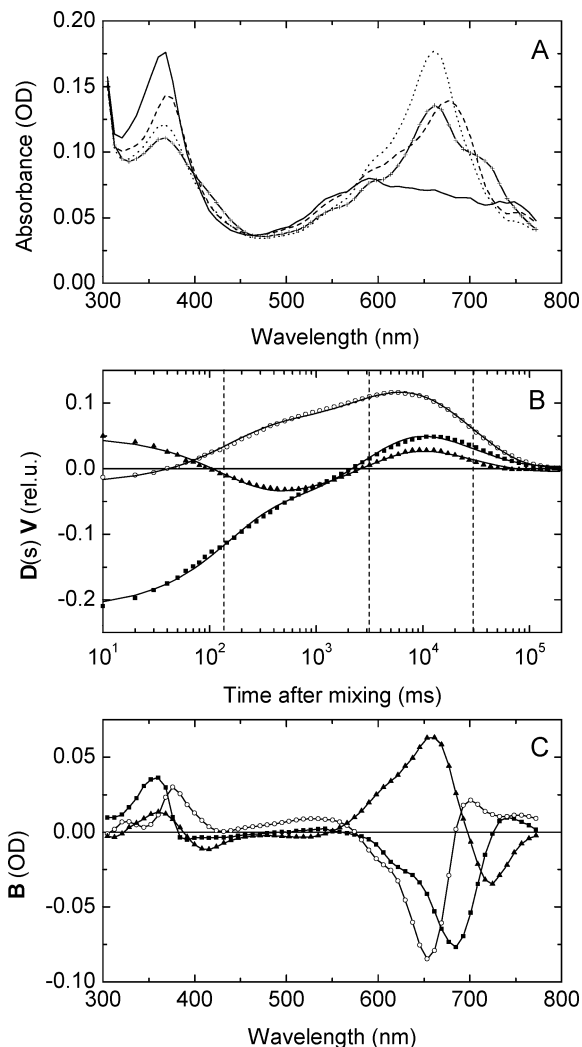 A
0.20
0.15
0.10
0.05
0.00
Absorbance (OD)
300 400 500 600 700 800
Wavelength (nm)
B
0.1
0.0
-0.1
-0.2
D(s) V (rel.u.)
10¹ 10² 10³ 10⁴ 10⁵
Time after mixing (ms)
C
0.05
0.00
-0.05
-0.10
B (OD)
300 400 500 600 700 800
Wavelength (nm)